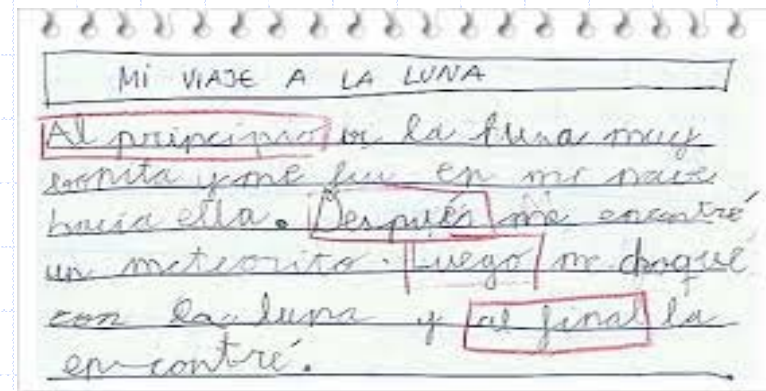 MI VIAJE A LA LUNA
Al principio vi la luna muy
bonita y me fui en mi nave
hacia ella. Después me encontré
un meteorito. Luego me choqué
con la luna y al final la
encontré.